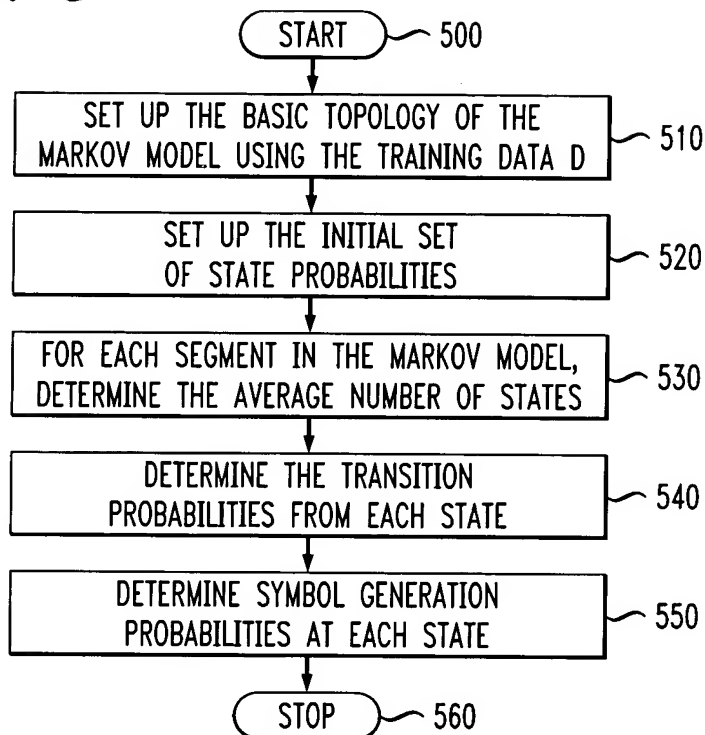 START
500
SET UP THE BASIC TOPOLOGY OF THE
MARKOV MODEL USING THE TRAINING DATA D
510
SET UP THE INITIAL SET
OF STATE PROBABILITIES
520
FOR EACH SEGMENT IN THE MARKOV MODEL,
DETERMINE THE AVERAGE NUMBER OF STATES
530
DETERMINE THE TRANSITION
PROBABILITIES FROM EACH STATE
540
DETERMINE SYMBOL GENERATION
PROBABILITIES AT EACH STATE
550
STOP
560